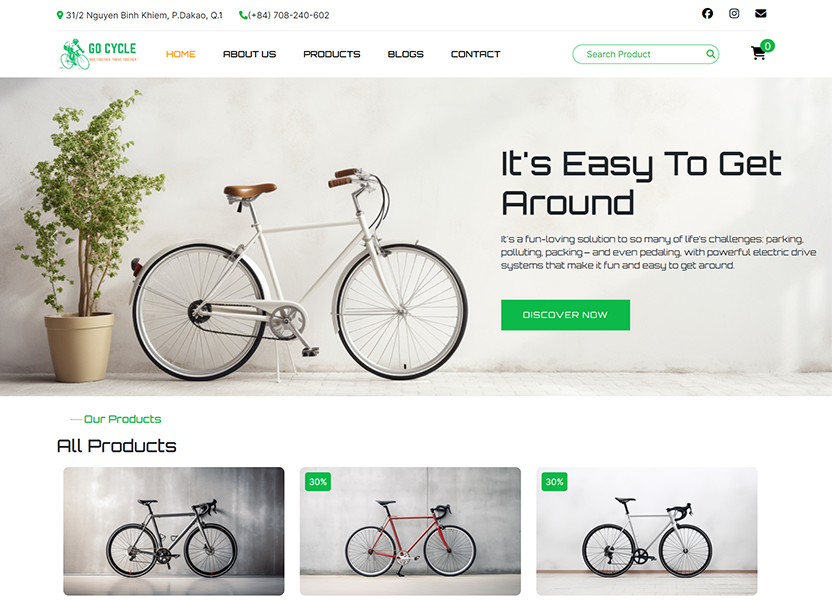 31/2 Nguyen Binh Khiem, P.Dakao, Q.1 (+84) 708-240-602
GO CYCLE
HOME ABOUT US PRODUCTS BLOGS CONTACT Search Product 0
It's Easy To Get
Around
It's a fun-loving solution to so many of life's challenges: parking,
polluting, packing – and even pedaling, with powerful electric drive
systems that make it fun and easy to get around.
DISCOVER NOW
Our Products
All Products
30% 30%